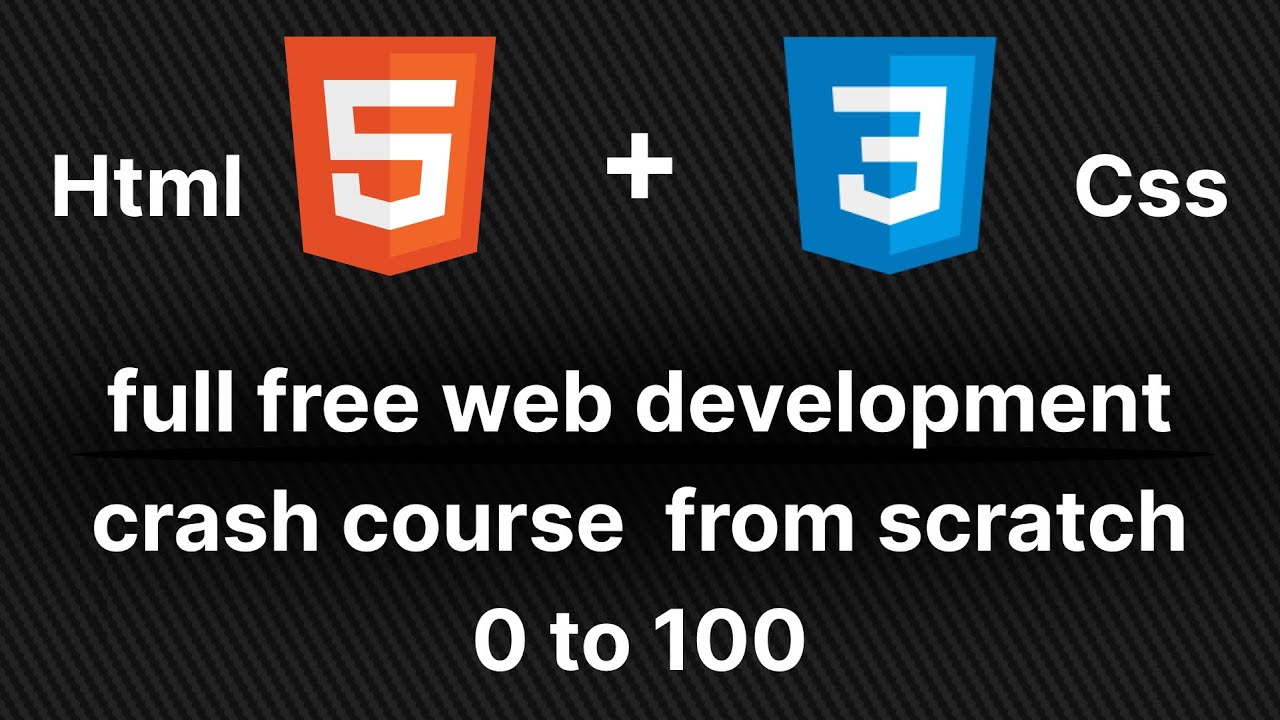 Html 5 + 3 Css
full free web development
crash course from scratch
0 to 100